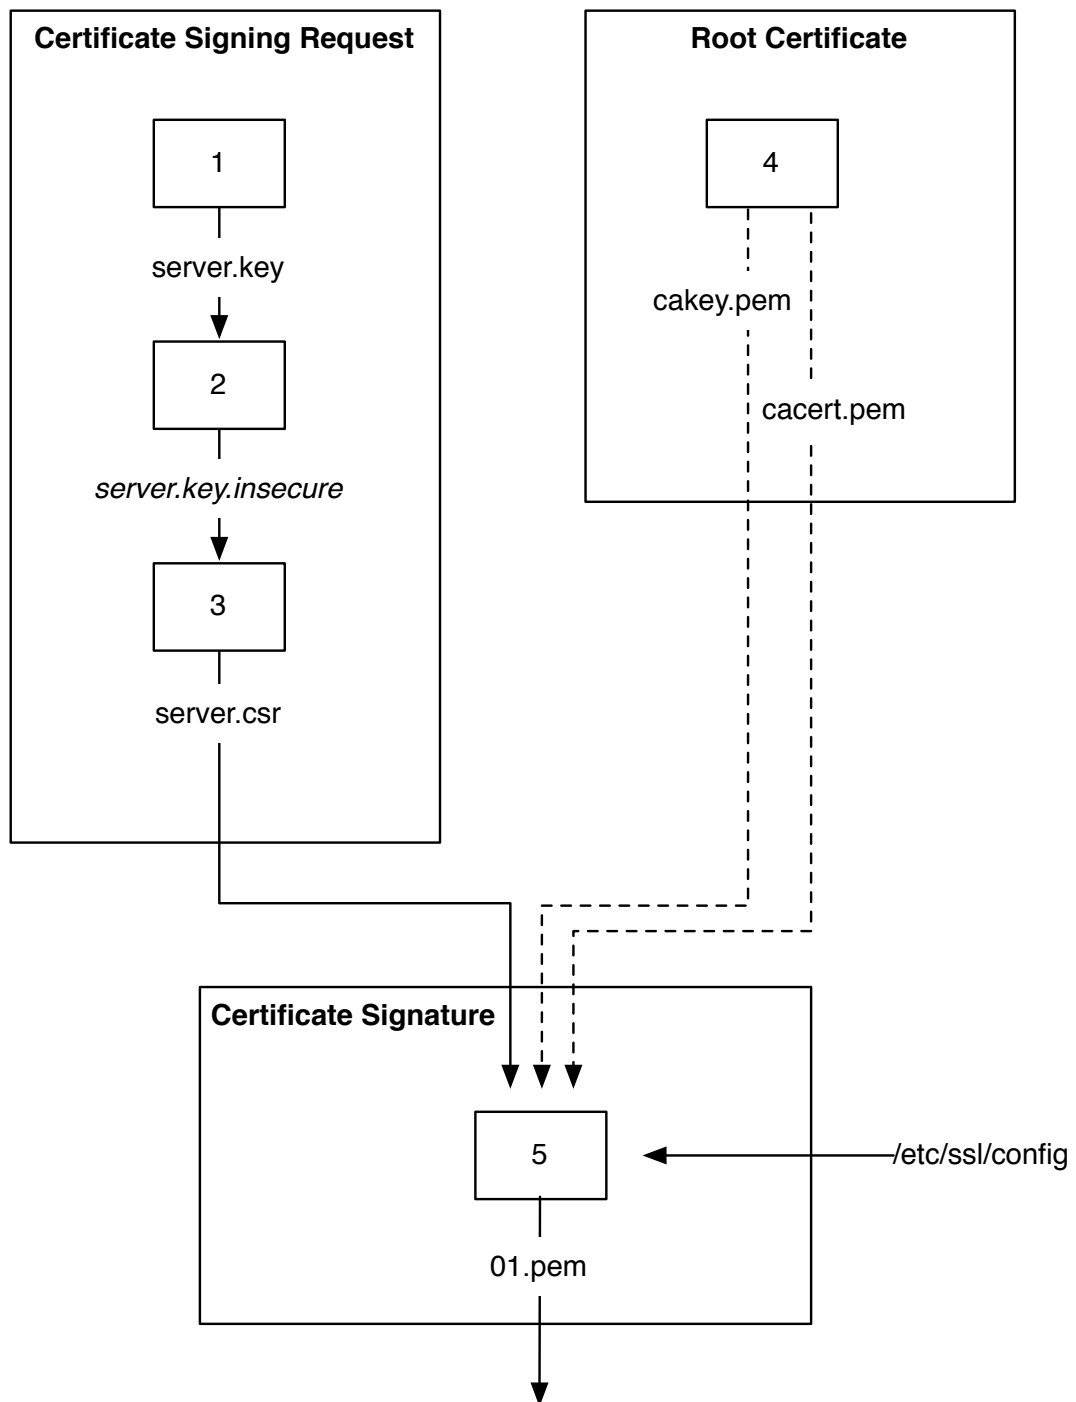 Certificate Signing Request
1
server.key
2
server.key.insecure
3
server.csr
Root Certificate
4
cakey.pem
cacert.pem
Certificate Signature
5
/etc/ssl/config
01.pem